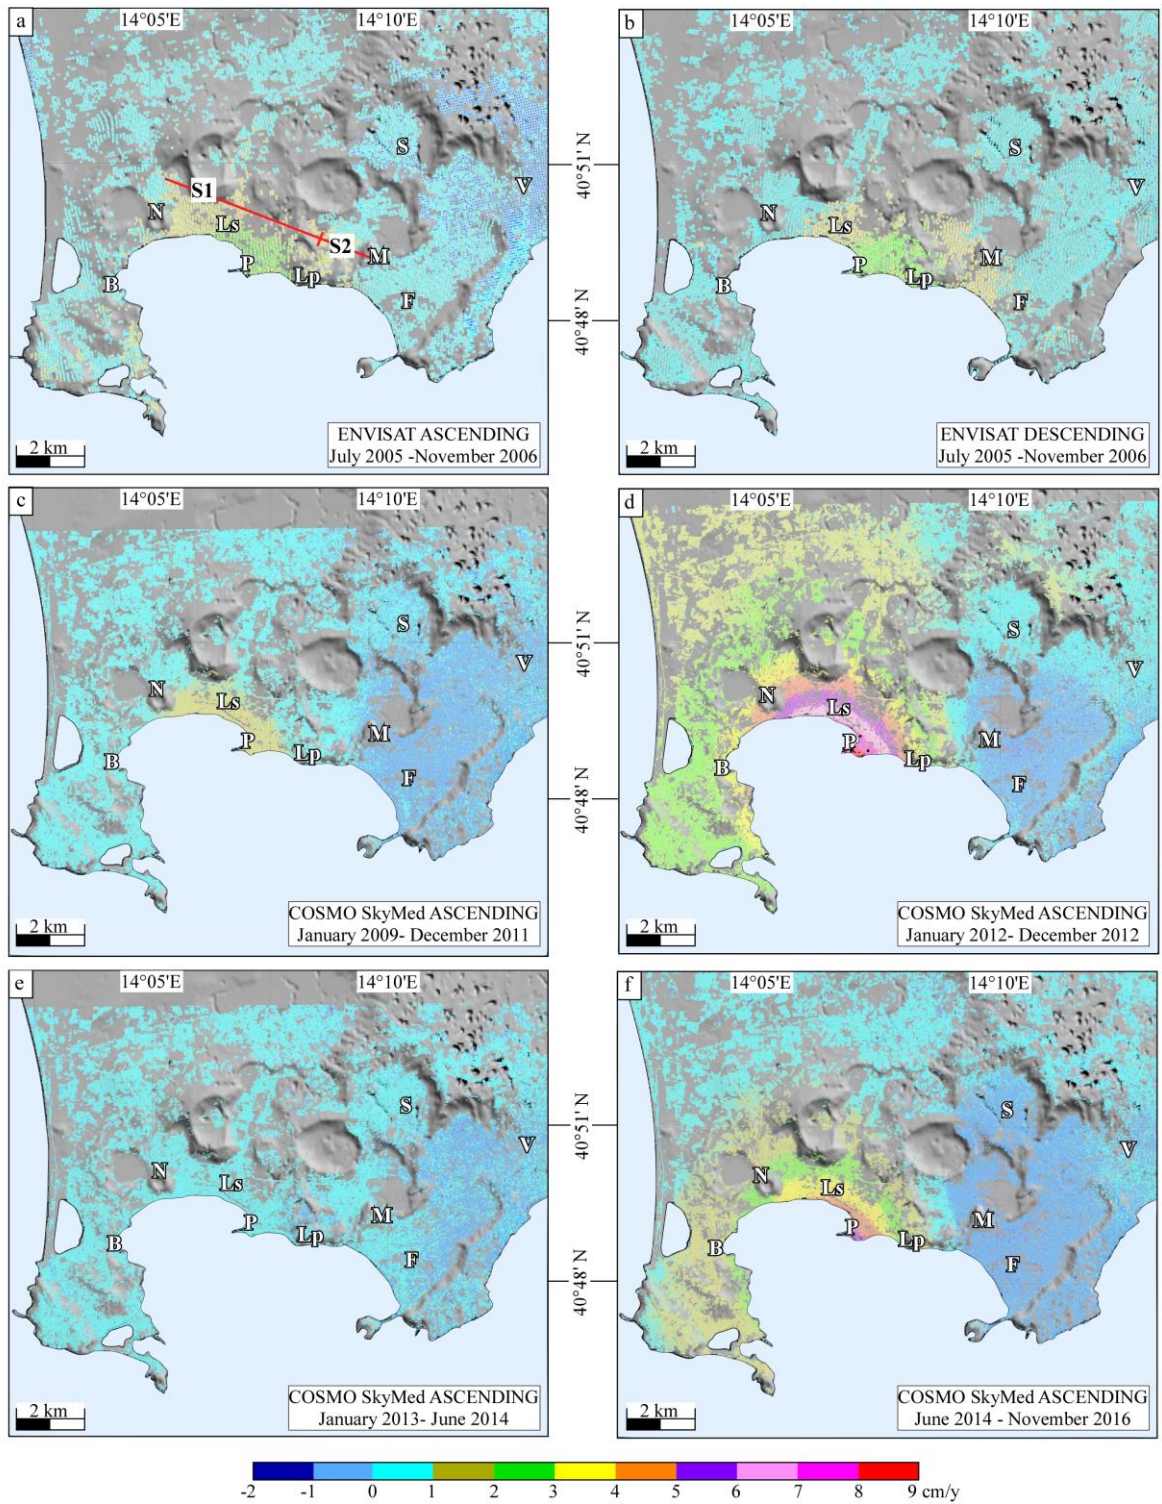 a
14°05'E
14°10'E
S
V
S1
N
Ls
S2
M
P
Lp
B
F
2 km
ENVISAT ASCENDING
July 2005 -November 2006
b
14°05'E
14°10'E
40°51' N
S
V
N
Ls
M
P
Lp
B
F
40°48' N
2 km
ENVISAT DESCENDING
July 2005 -November 2006
c
14°05'E
14°10'E
S
V
N
Ls
M
P
Lp
B
F
2 km
COSMO SkyMed ASCENDING
January 2009- December 2011
d
14°05'E
14°10'E
40°51' N
S
V
N
Ls
M
P
Lp
B
F
40°48' N
2 km
COSMO SkyMed ASCENDING
January 2012- December 2012
e
14°05'E
14°10'E
S
V
N
Ls
M
P
Lp
B
F
2 km
COSMO SkyMed ASCENDING
January 2013- June 2014
f
14°05'E
14°10'E
40°51' N
S
V
N
Ls
M
P
Lp
B
F
40°48' N
2 km
COSMO SkyMed ASCENDING
June 2014 - November 2016
-2 -1 0 1 2 3 4 5 6 7 8 9 cm/y